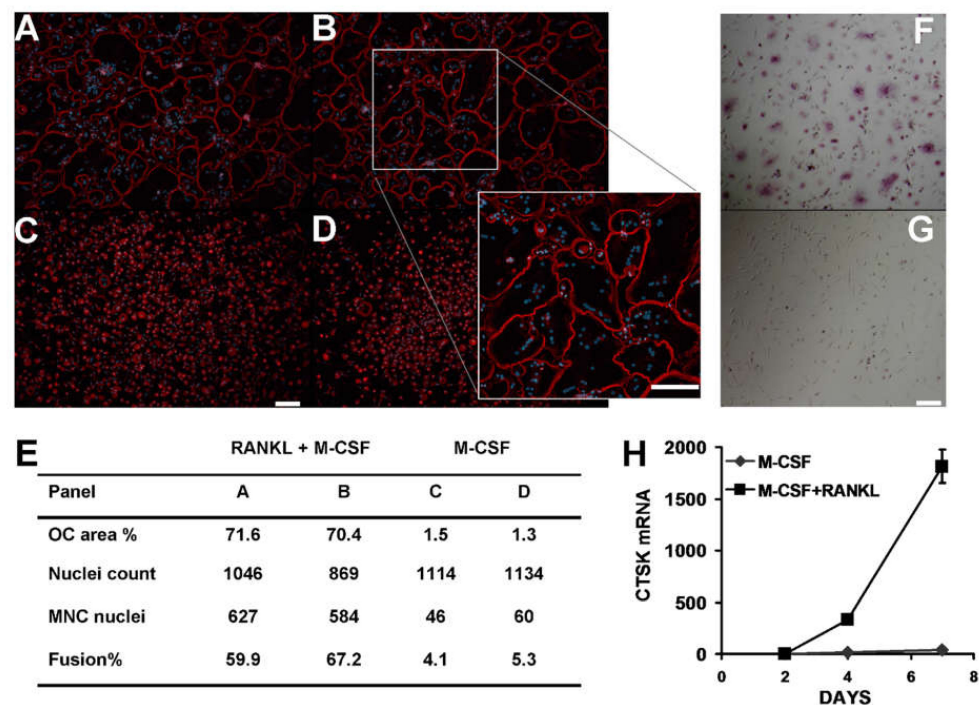 A
B
F
C
D
G
E
RANKL + M-CSF M-CSF
Panel A B C D
OC area % 71.6 70.4 1.5 1.3
Nuclei count 1046 869 1114 1134
MNC nuclei 627 584 46 60
Fusion% 59.9 67.2 4.1 5.3
H
M-CSF
M-CSF+RANKL
CTSK mRNA
2000
1500
1000
500
0
0 2 4 6 8
DAYS